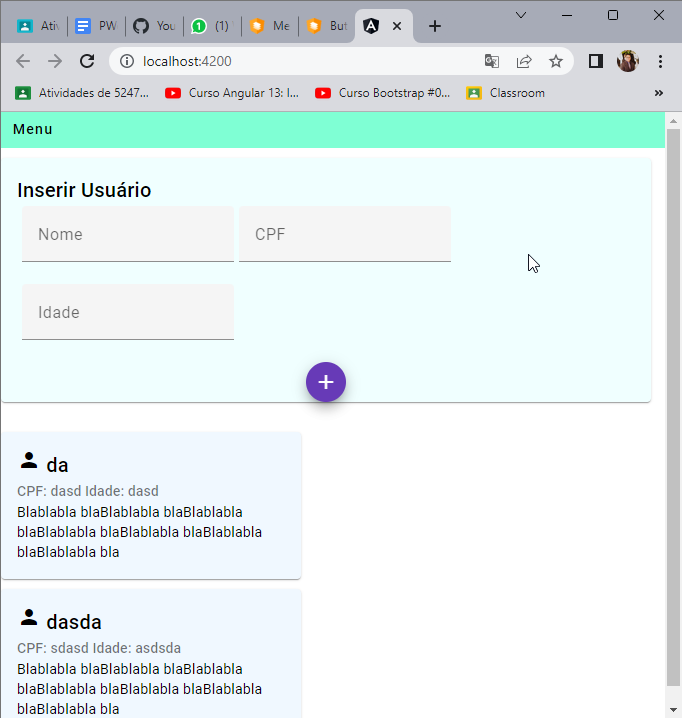 Ativ
PW
You
(1)
Me
But
localhost:4200
Atividades de 5247...
Curso Angular 13: I...
Curso Bootstrap #0...
Classroom
»
Menu
Inserir Usuário
Nome
CPF
Idade
+
da
CPF: dasd Idade: dasd
Blablabla blaBlablabla blaBlablabla
blaBlablabla blaBlablabla blaBlablabla
blaBlablabla bla
dasda
CPF: sdasd Idade: asdsda
Blablabla blaBlablabla blaBlablabla
blaBlablabla blaBlablabla blaBlablabla
blaBlablabla bla